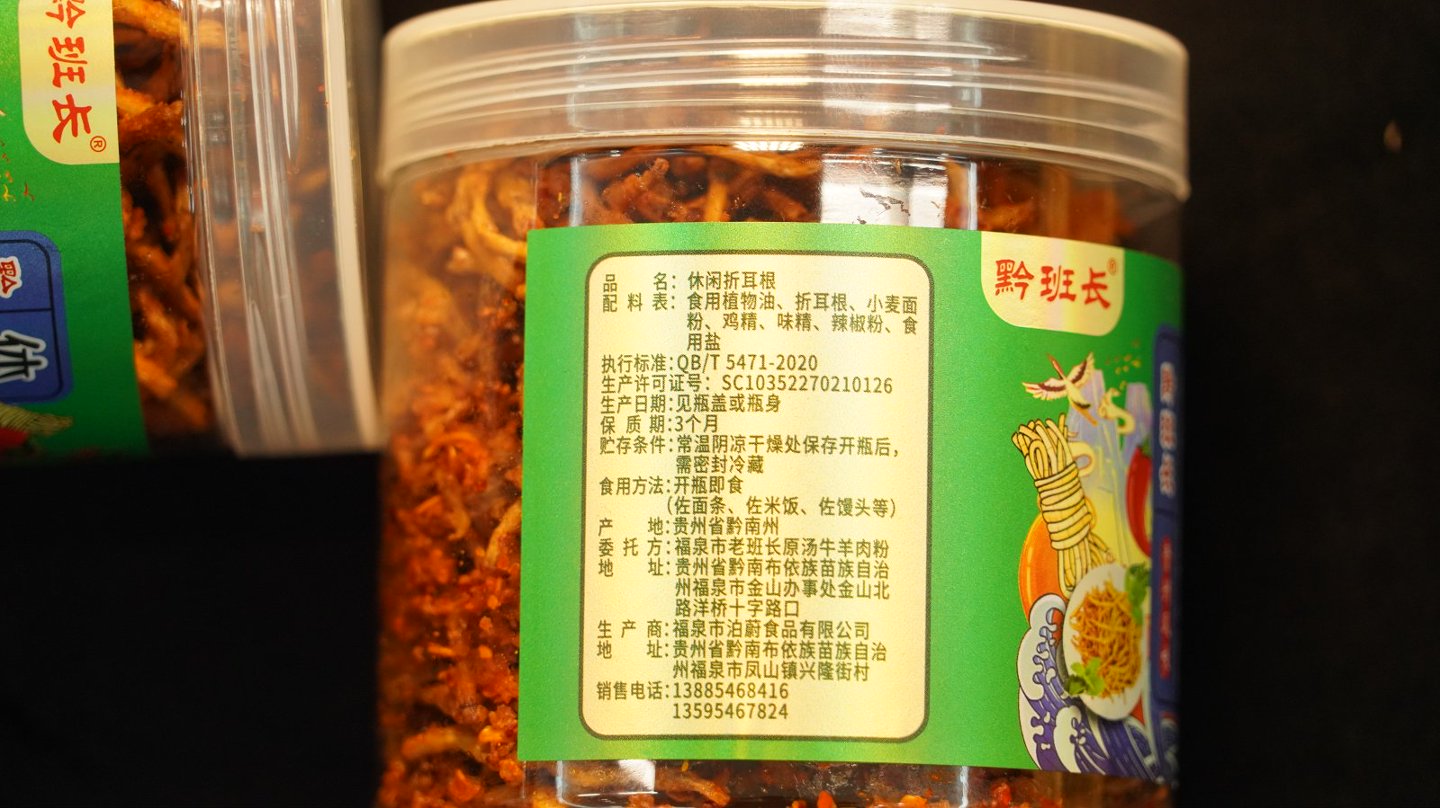 黔班长®
黔
休
品名：休闲折耳根
配料表：食用植物油、折耳根、小麦面
粉、鸡精、味精、辣椒粉、食
用盐
执行标准：QB/T 5471-2020
生产许可证号：SC10352270210126
生产日期：见瓶盖或瓶身
保质期：3个月
贮存条件：常温阴凉干燥处保存开瓶后，
需密封冷藏
食用方法：开瓶即食
（佐面条、佐米饭、佐馒头等）
产地：贵州省黔南州
委托方：福泉市老班长原汤牛羊肉粉
地址：贵州省黔南布依族苗族自治
州福泉市金山办事处金山北
路洋桥十字路口
生产商：福泉市泊蔚食品有限公司
地址：贵州省黔南布依族苗族自治
州福泉市凤山镇兴隆街村
销售电话：13885468416
13595467824
黔班长®